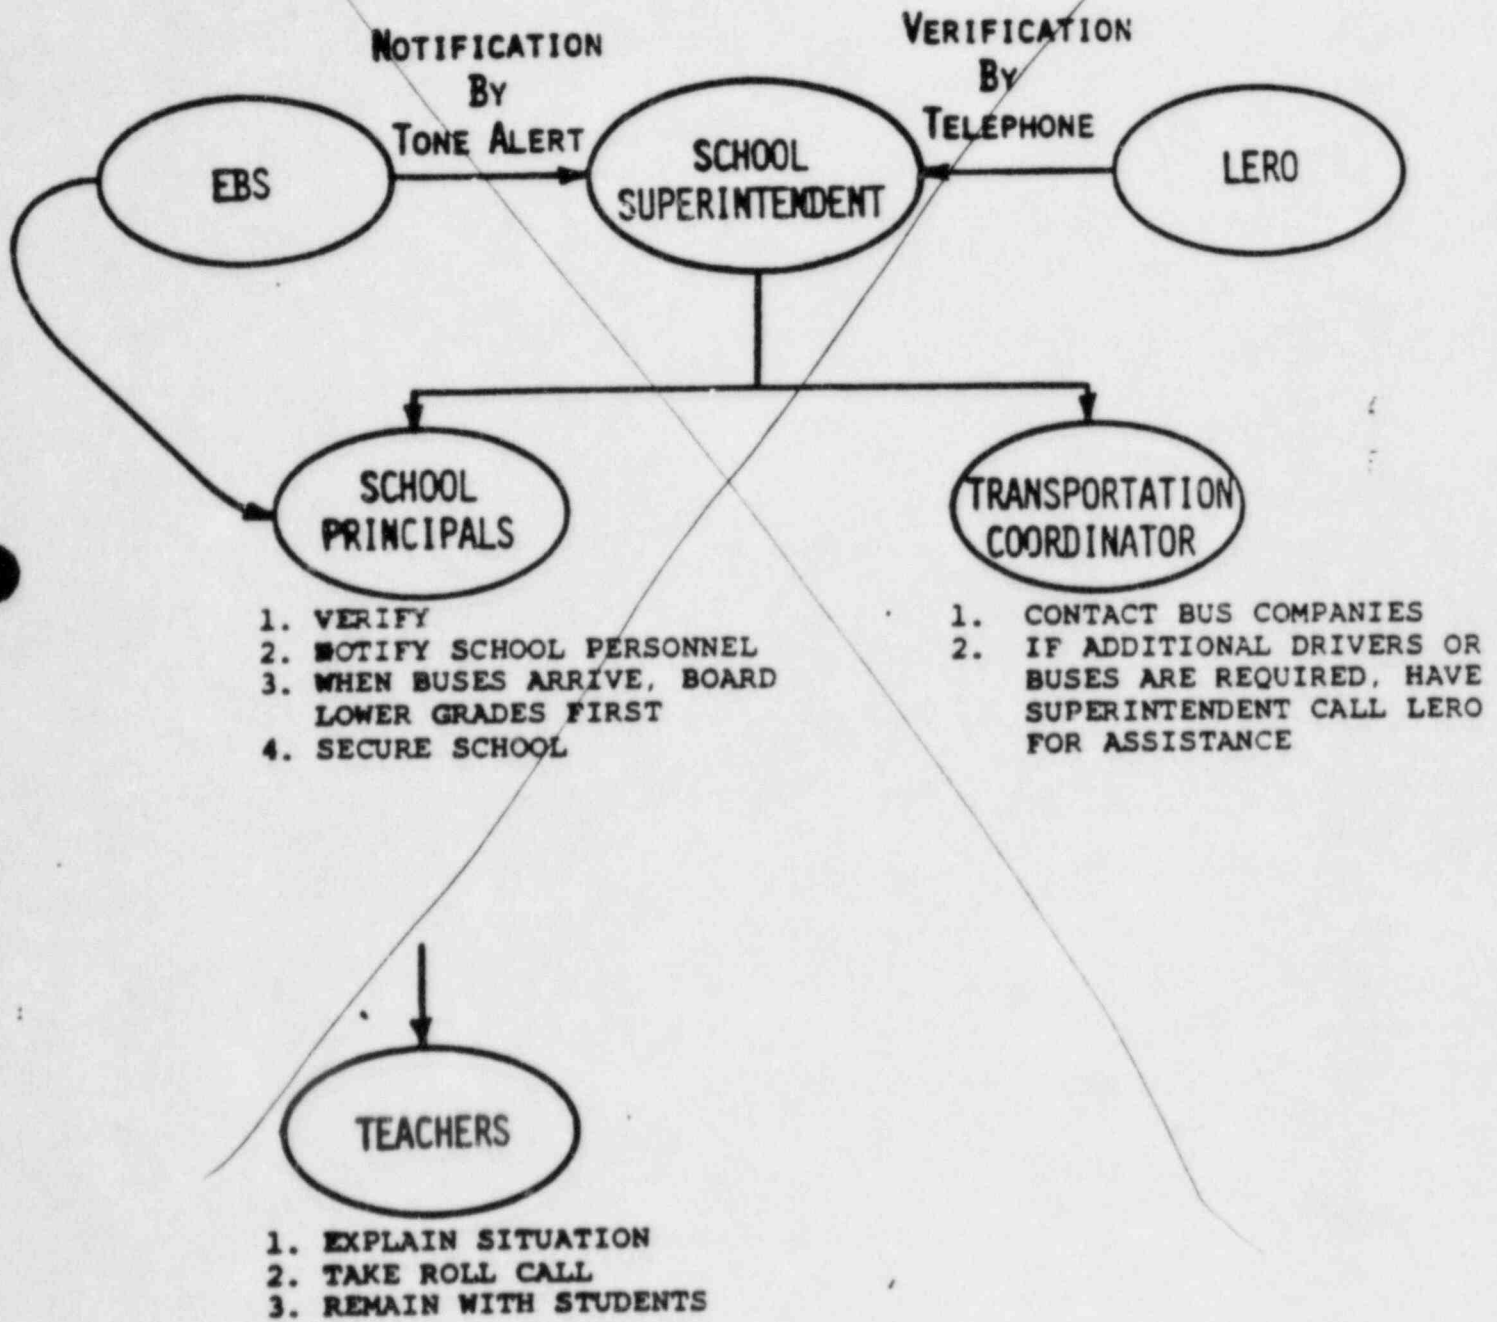 NOTIFICATION
BY
TONE ALERT
VERIFICATION
BY
TELEPHONE
EBS
SCHOOL
SUPERINTENDENT
LERO
SCHOOL
PRINCIPALS
TRANSPORTATION
COORDINATOR
1. VERIFY
2. NOTIFY SCHOOL PERSONNEL
3. WHEN BUSES ARRIVE, BOARD
LOWER GRADES FIRST
4. SECURE SCHOOL
1. CONTACT BUS COMPANIES
2. IF ADDITIONAL DRIVERS OR
BUSES ARE REQUIRED, HAVE
SUPERINTENDENT CALL LERO
FOR ASSISTANCE
TEACHERS
1. EXPLAIN SITUATION
2. TAKE ROLL CALL
3. REMAIN WITH STUDENTS